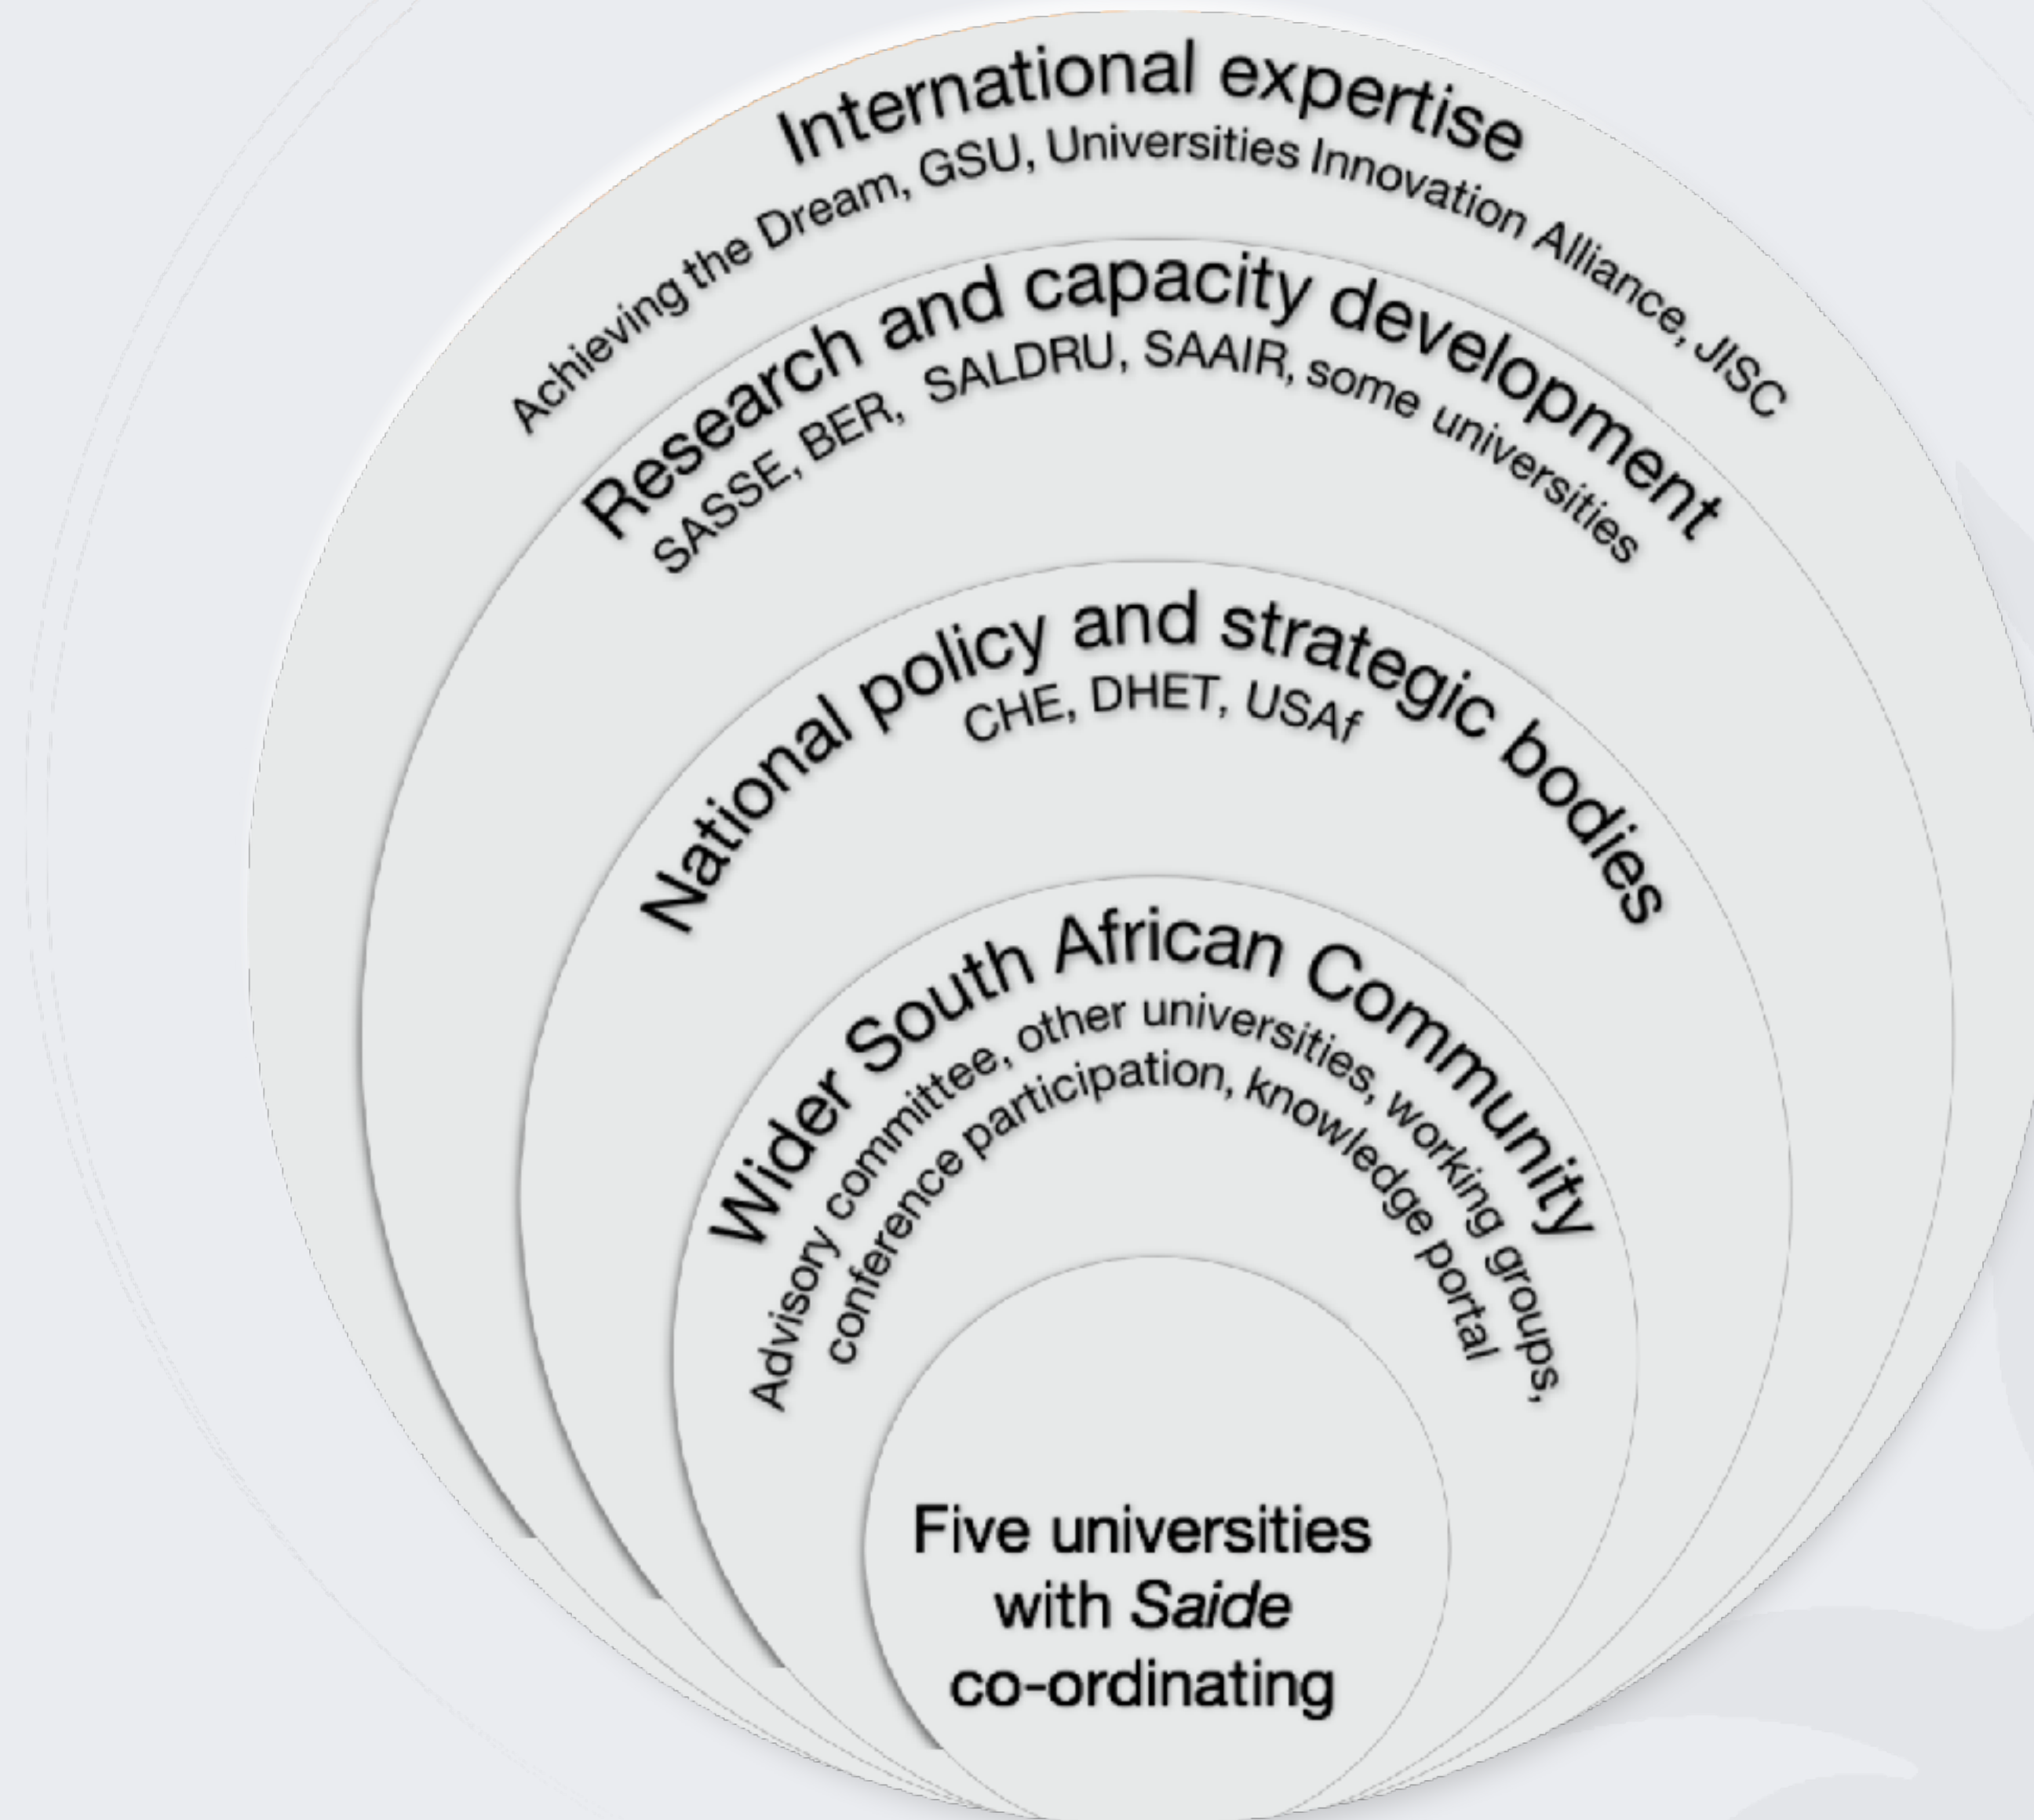 International expertise
Achieving the Dream, GSU, Universities Innovation Alliance, JISC
Research and capacity development
SASSE, BER, SALDRU, SAAIR, some universities
National policy and strategic bodies
CHE, DHET, USAf
Wider South African Community
Advisory committee, other universities, working groups,
conference participation, knowledge portal
Five universities
with Saide
co-ordinating